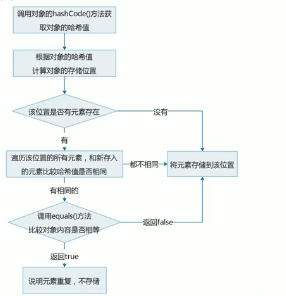 调用对象的hashCode()方法获
取对象的哈希值
根据对象的哈希值
计算对象的存储位置
该位置是否有元素存在
没有
有
遍历该位置的所有元素，和新存入
的元素比较哈希值是否相同
都不相同
将元素存储到该位置
有相同的
调用equals()方法
比较对象内容是否相等
返回false
返回true
说明元素重复，不存储